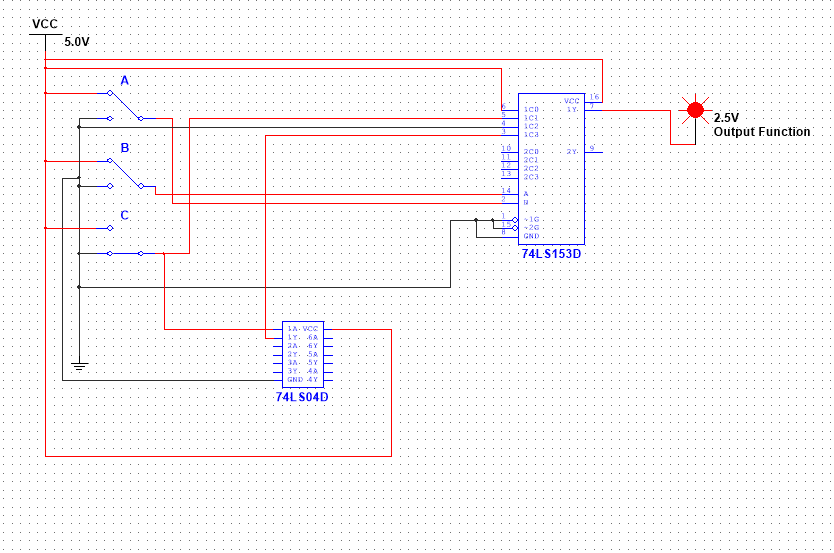 VCC
5.0V
A
B
C
6 1C0
5 1C1
4 1C2
3 1C3
10 2C0
11 2C1
12 2C2
13 2C3
14 A
2 B
1 ~1G
15 ~2G
8 GND
VCC 16
1Y 7
2Y 9
74LS153D
2.5V
Output Function
1A VCC
1Y 6A
2A 6Y
2Y 5A
3A 5Y
3Y 4A
GND 4Y
74LS04D